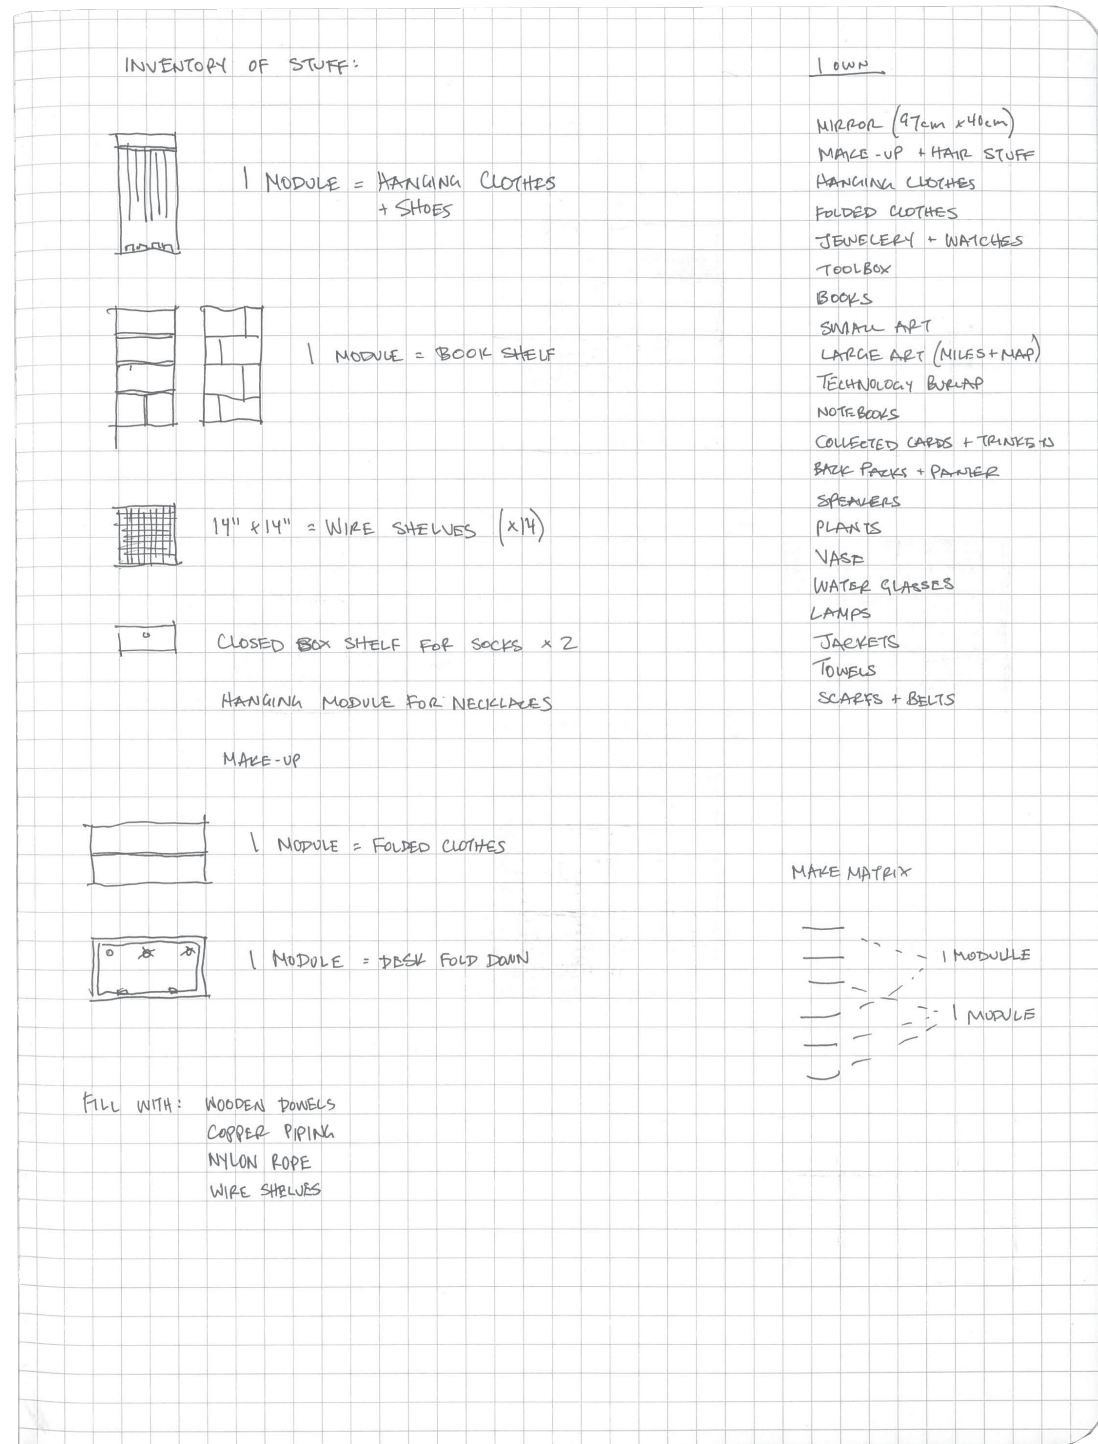 INVENTORY OF STUFF:
1 MODULE = HANGING CLOTHES
+ SHOES
1 MODULE = BOOK SHELF
14" x 14" = WIRE SHELVES (x14)
CLOSED BOX SHELF FOR SOCKS x 2
HANGING MODULE FOR NECKLACES
MAKE-UP
1 MODULE = FOLDED CLOTHES
1 MODULE = DESK FOLD DOWN
FILL WITH: WOODEN DOWELS
COPPER PIPING
NYLON ROPE
WIRE SHELVES
I OWN
MIRROR (97cm x 40cm)
MAKE-UP + HAIR STUFF
HANGING CLOTHES
FOLDED CLOTHES
JEWELERY + WATCHES
TOOLBOX
BOOKS
SMALL ART
LARGE ART (MILES + MAP)
TECHNOLOGY BURLAP
NOTEBOOKS
COLLECTED CARDS + TRINKETS
BACK PACKS + PANIER
SPEAKERS
PLANTS
VASE
WATER GLASSES
LAMPS
JACKETS
TOWELS
SCARFS + BELTS
MAKE MATRIX
1 MODULLE
1 MODULE